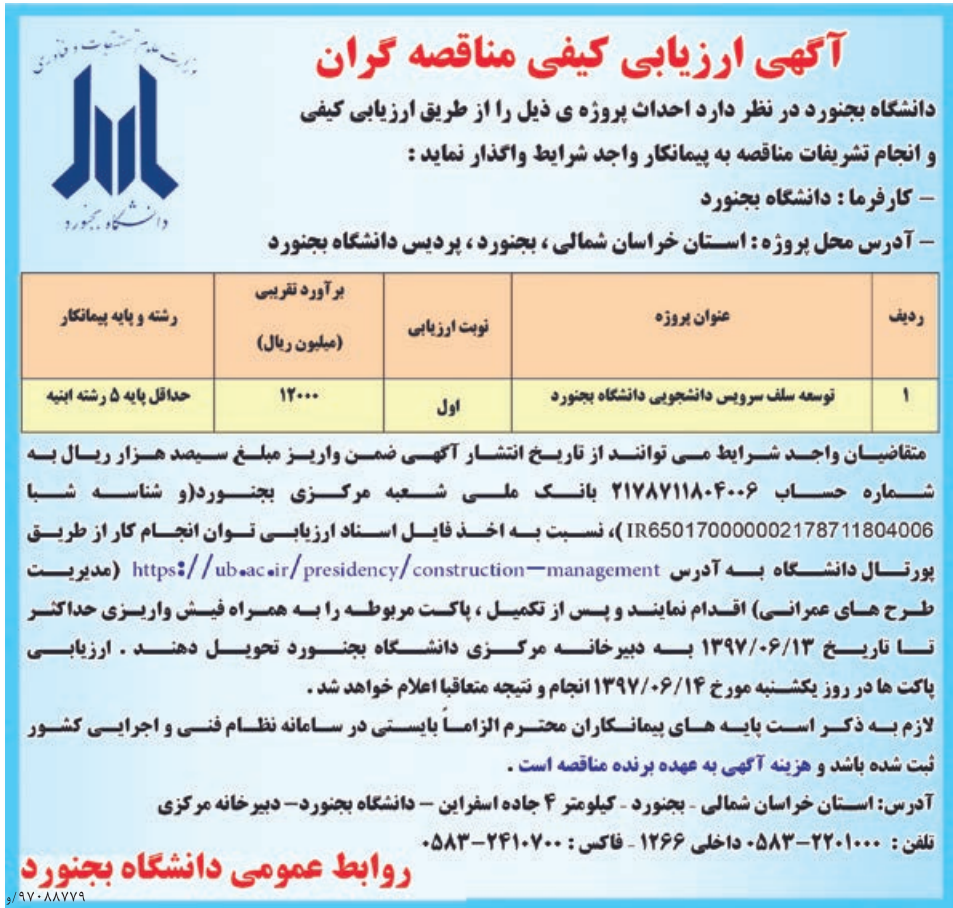 وزارت علوم تحقیقات و فناوری
دانشگاه بجنورد
آگهی ارزیابی کیفی مناقصه گران
دانشگاه بجنورد در نظر دارد احداث پروژه ی ذیل را از طریق ارزیابی کیفی
و انجام تشریفات مناقصه به پیمانکار واجد شرایط واگذار نماید :
– کارفرما : دانشگاه بجنورد
– آدرس محل پروژه : استان خراسان شمالی ، بجنورد ، پردیس دانشگاه بجنورد
ردیف عنوان پروژه نوبت ارزیابی برآورد تقریبی (میلیون ریال) رشته و پایه پیمانکار
۱ توسعه سلف سرویس دانشجویی دانشگاه بجنورد اول ۱۲۰۰۰ حداقل پایه ۵ رشته ابنیه
متقاضیان واجد شرایط می توانند از تاریخ انتشار آگهی ضمن واریز مبلغ سیصد هزار ریال به
شماره حساب ۲۱۷۸۷۱۱۸۰۴۰۰۶ بانک ملی شعبه مرکزی بجنورد(و شناسه شبا
IR650170000002178711804006)، نسبت به اخذ فایل اسناد ارزیابی توان انجام کار از طریق
پورتال دانشگاه به آدرس https://ub.ac.ir/presidency/construction-management (مدیریت
طرح های عمرانی) اقدام نمایند و پس از تکمیل ، پاکت مربوطه را به همراه فیش واریزی حداکثر
تا تاریخ ۱۳۹۷/۰۶/۱۳ به دبیرخانه مرکزی دانشگاه بجنورد تحویل دهند . ارزیابی
پاکت ها در روز یکشنبه مورخ ۱۳۹۷/۰۶/۱۴ انجام و نتیجه متعاقبا اعلام خواهد شد .
لازم به ذکر است پایه های پیمانکاران محترم الزاماً بایستی در سامانه نظام فنی و اجرایی کشور
ثبت شده باشد و هزینه آگهی به عهده برنده مناقصه است .
آدرس: استان خراسان شمالی - بجنورد - کیلومتر ۴ جاده اسفراین – دانشگاه بجنورد– دبیرخانه مرکزی
تلفن : ۲۲۰۱۰۰۰–۰۵۸۳ داخلی ۱۲۶۶ - فاکس : ۲۴۱۰۷۰۰–۰۵۸۳
روابط عمومی دانشگاه بجنورد
۹۷۰۸۸۷۷۹/و